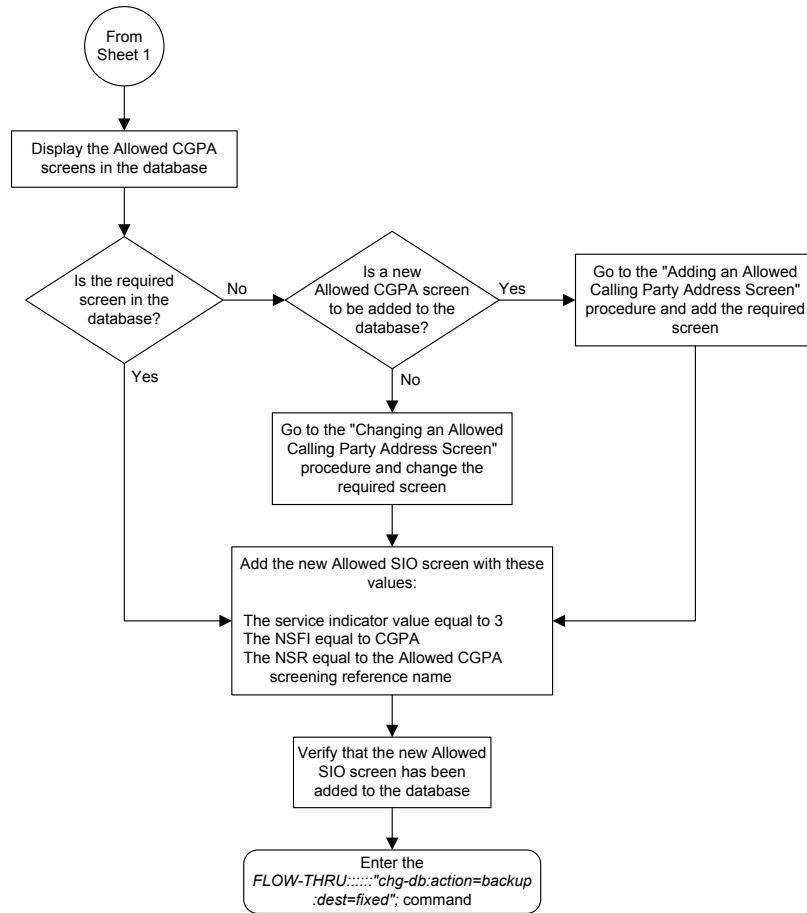 From
Sheet 1
Display the Allowed CGPA
screens in the database
Is the required
screen in the
database?
No
Yes
Is a new
Allowed CGPA screen
to be added to the
database?
Yes
No
Go to the "Adding an Allowed
Calling Party Address Screen"
procedure and add the required
screen
Go to the "Changing an Allowed
Calling Party Address Screen"
procedure and change the
required screen
Add the new Allowed SIO screen with these
values:
The service indicator value equal to 3
The NSFI equal to CGPA
The NSR equal to the Allowed CGPA
screening reference name
Verify that the new Allowed
SIO screen has been
added to the database
Enter the
FLOW-THRU::::::"chg-db:action=backup
:dest=fixed"; command